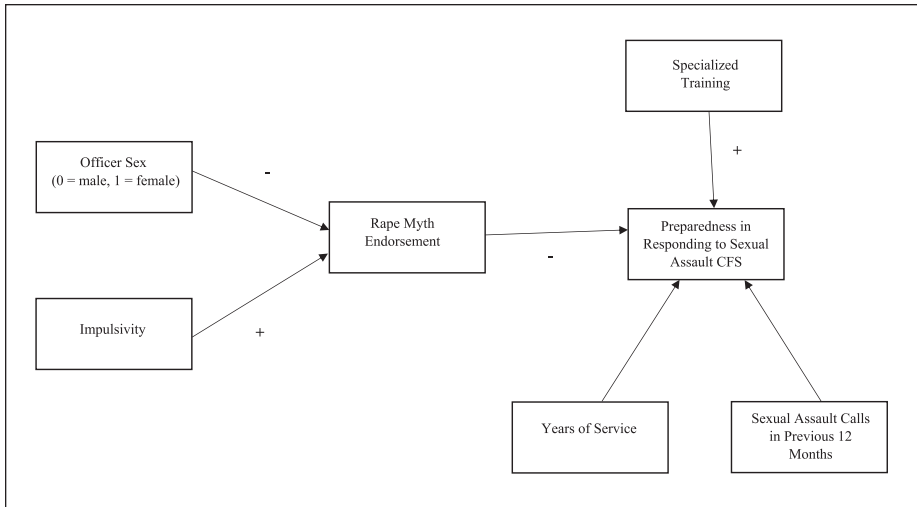 Specialized
Training
+
Officer Sex
(0 = male, 1 = female)
-
Rape Myth
Endorsement
-
Preparedness in
Responding to Sexual
Assault CFS
Impulsivity
+
Years of Service
Sexual Assault Calls
in Previous 12
Months